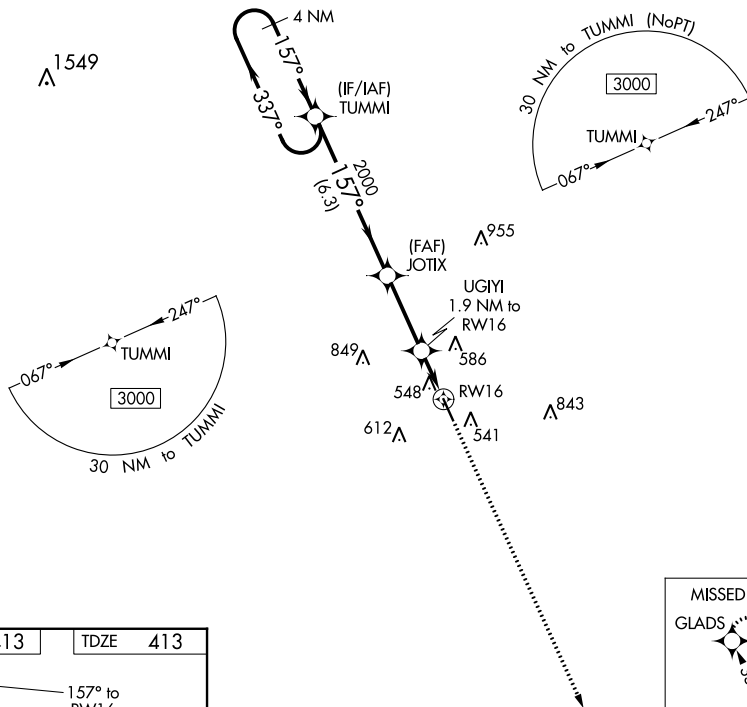 1549
4 NM
157°
337°
(IF/IAF)
TUMMI
30 NM to TUMMI (NoPT)
3000
TUMMI
247°
067°
2000
157°
(6.3)
955
(FAF)
JOTIX
UGIYI
1.9 NM to
RW16
586
849
548
RW16
612
541
843
247°
067°
TUMMI
3000
30 NM to TUMMI
13
TDZE 413
157° to
MISSED
GLADS